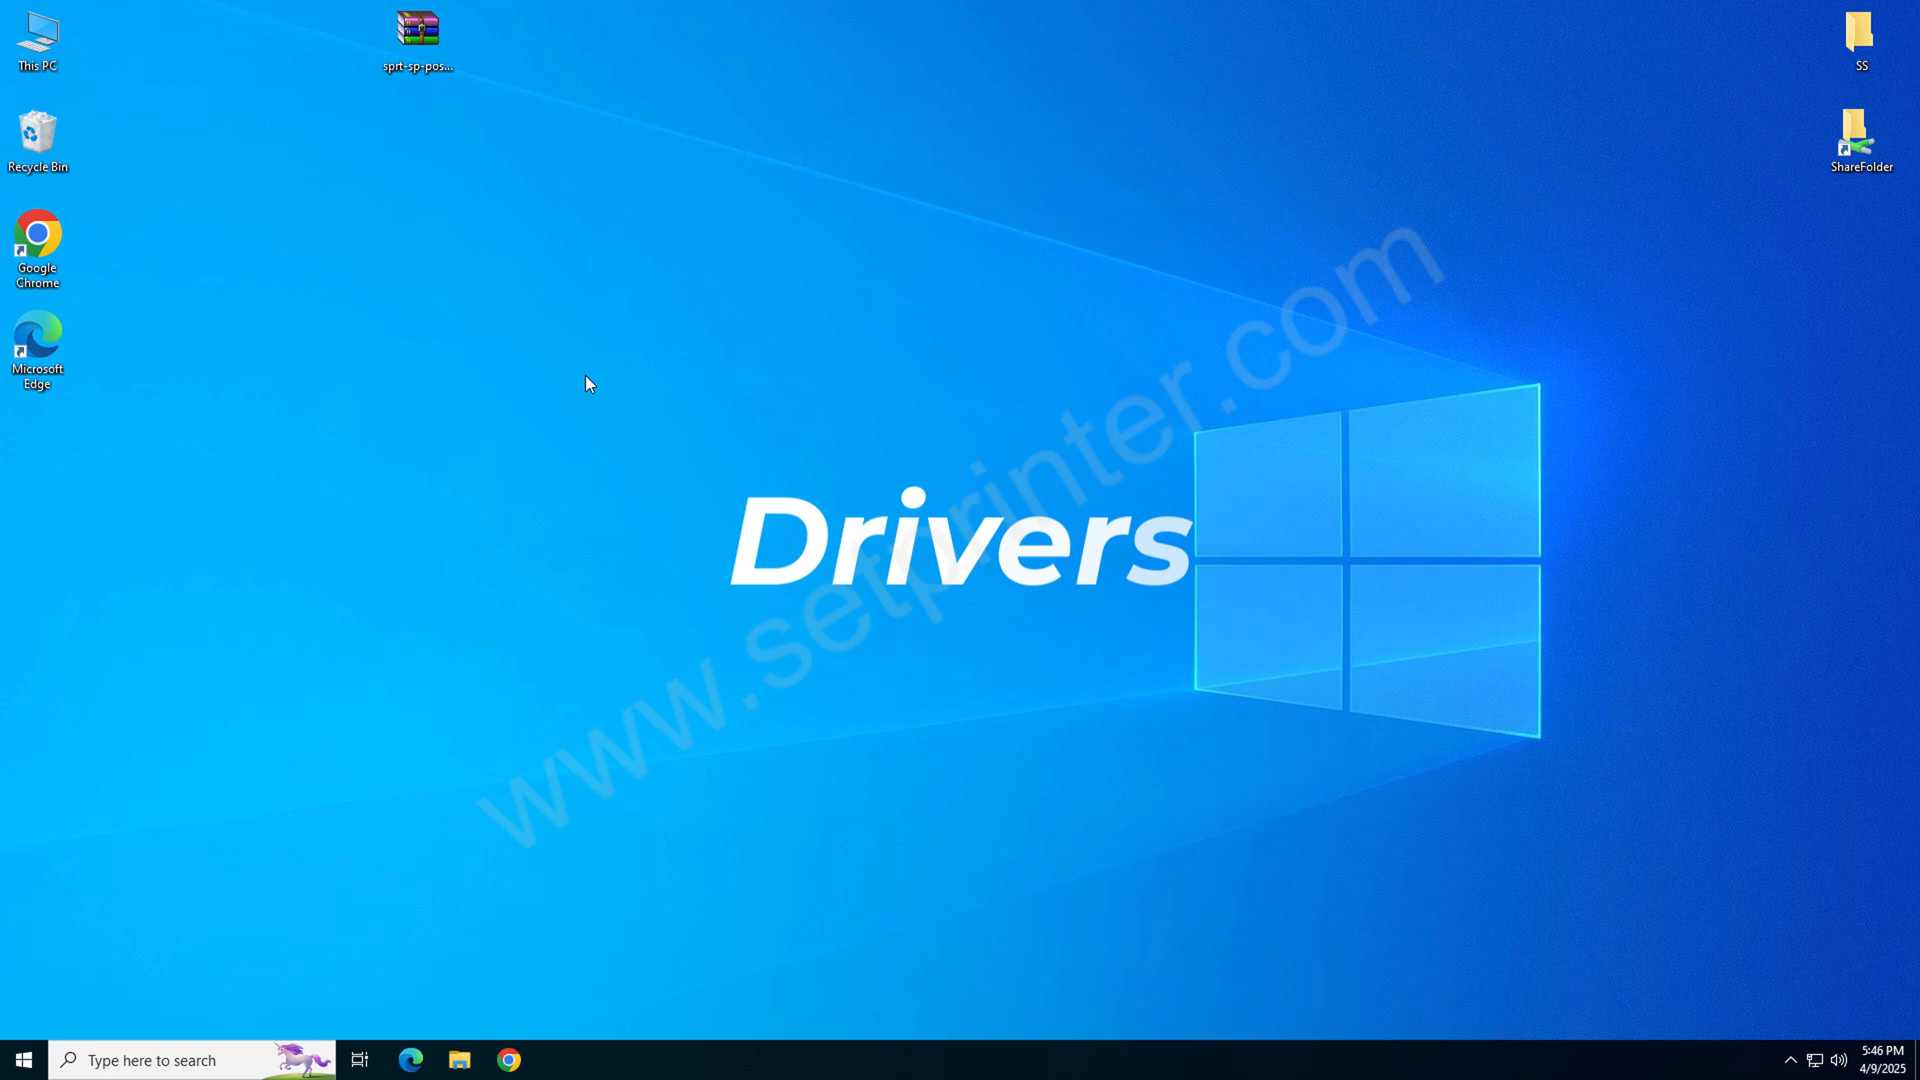 This PC
sprt-sp-pos...
SS
Recycle Bin
ShareFolder
Google
Chrome
Microsoft
Edge
Drivers
www.setprinter.com
Type here to search
5:46 PM
4/9/2025